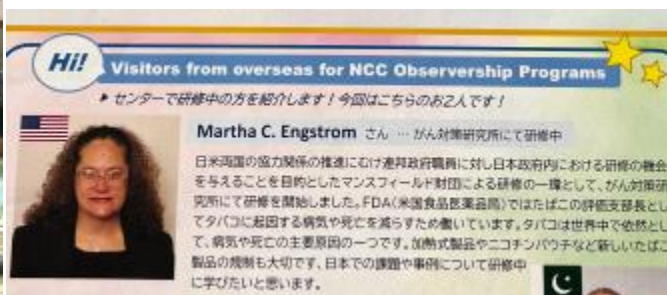 Hi!
Visitors from overseas for NCC Observership Programs
▶ センターで研修中の方を紹介します！今回はこちらのお2人です！
Martha C. Engstrom さん … がん対策研究所にて研修中
日米両国の協力関係の推進にむけ連邦政府職員に対し日本政府内における研修の機会
を与えることを目的としたマンスフィールド財団による研修の一環として、がん対策研
究所にて研修を開始しました。FDA（米国食品医薬品局）ではたばこの評価支部長とし
てタバコに起因する病気や死亡を減らすため働いています。タバコは世界中で依然とし
て、病気や死亡の主要原因の一つです。加熱式製品やニコチンパウチなど新しいたばこ
製品の規制も大切です。日本での課題や事例について研修中
に学びたいと思います。